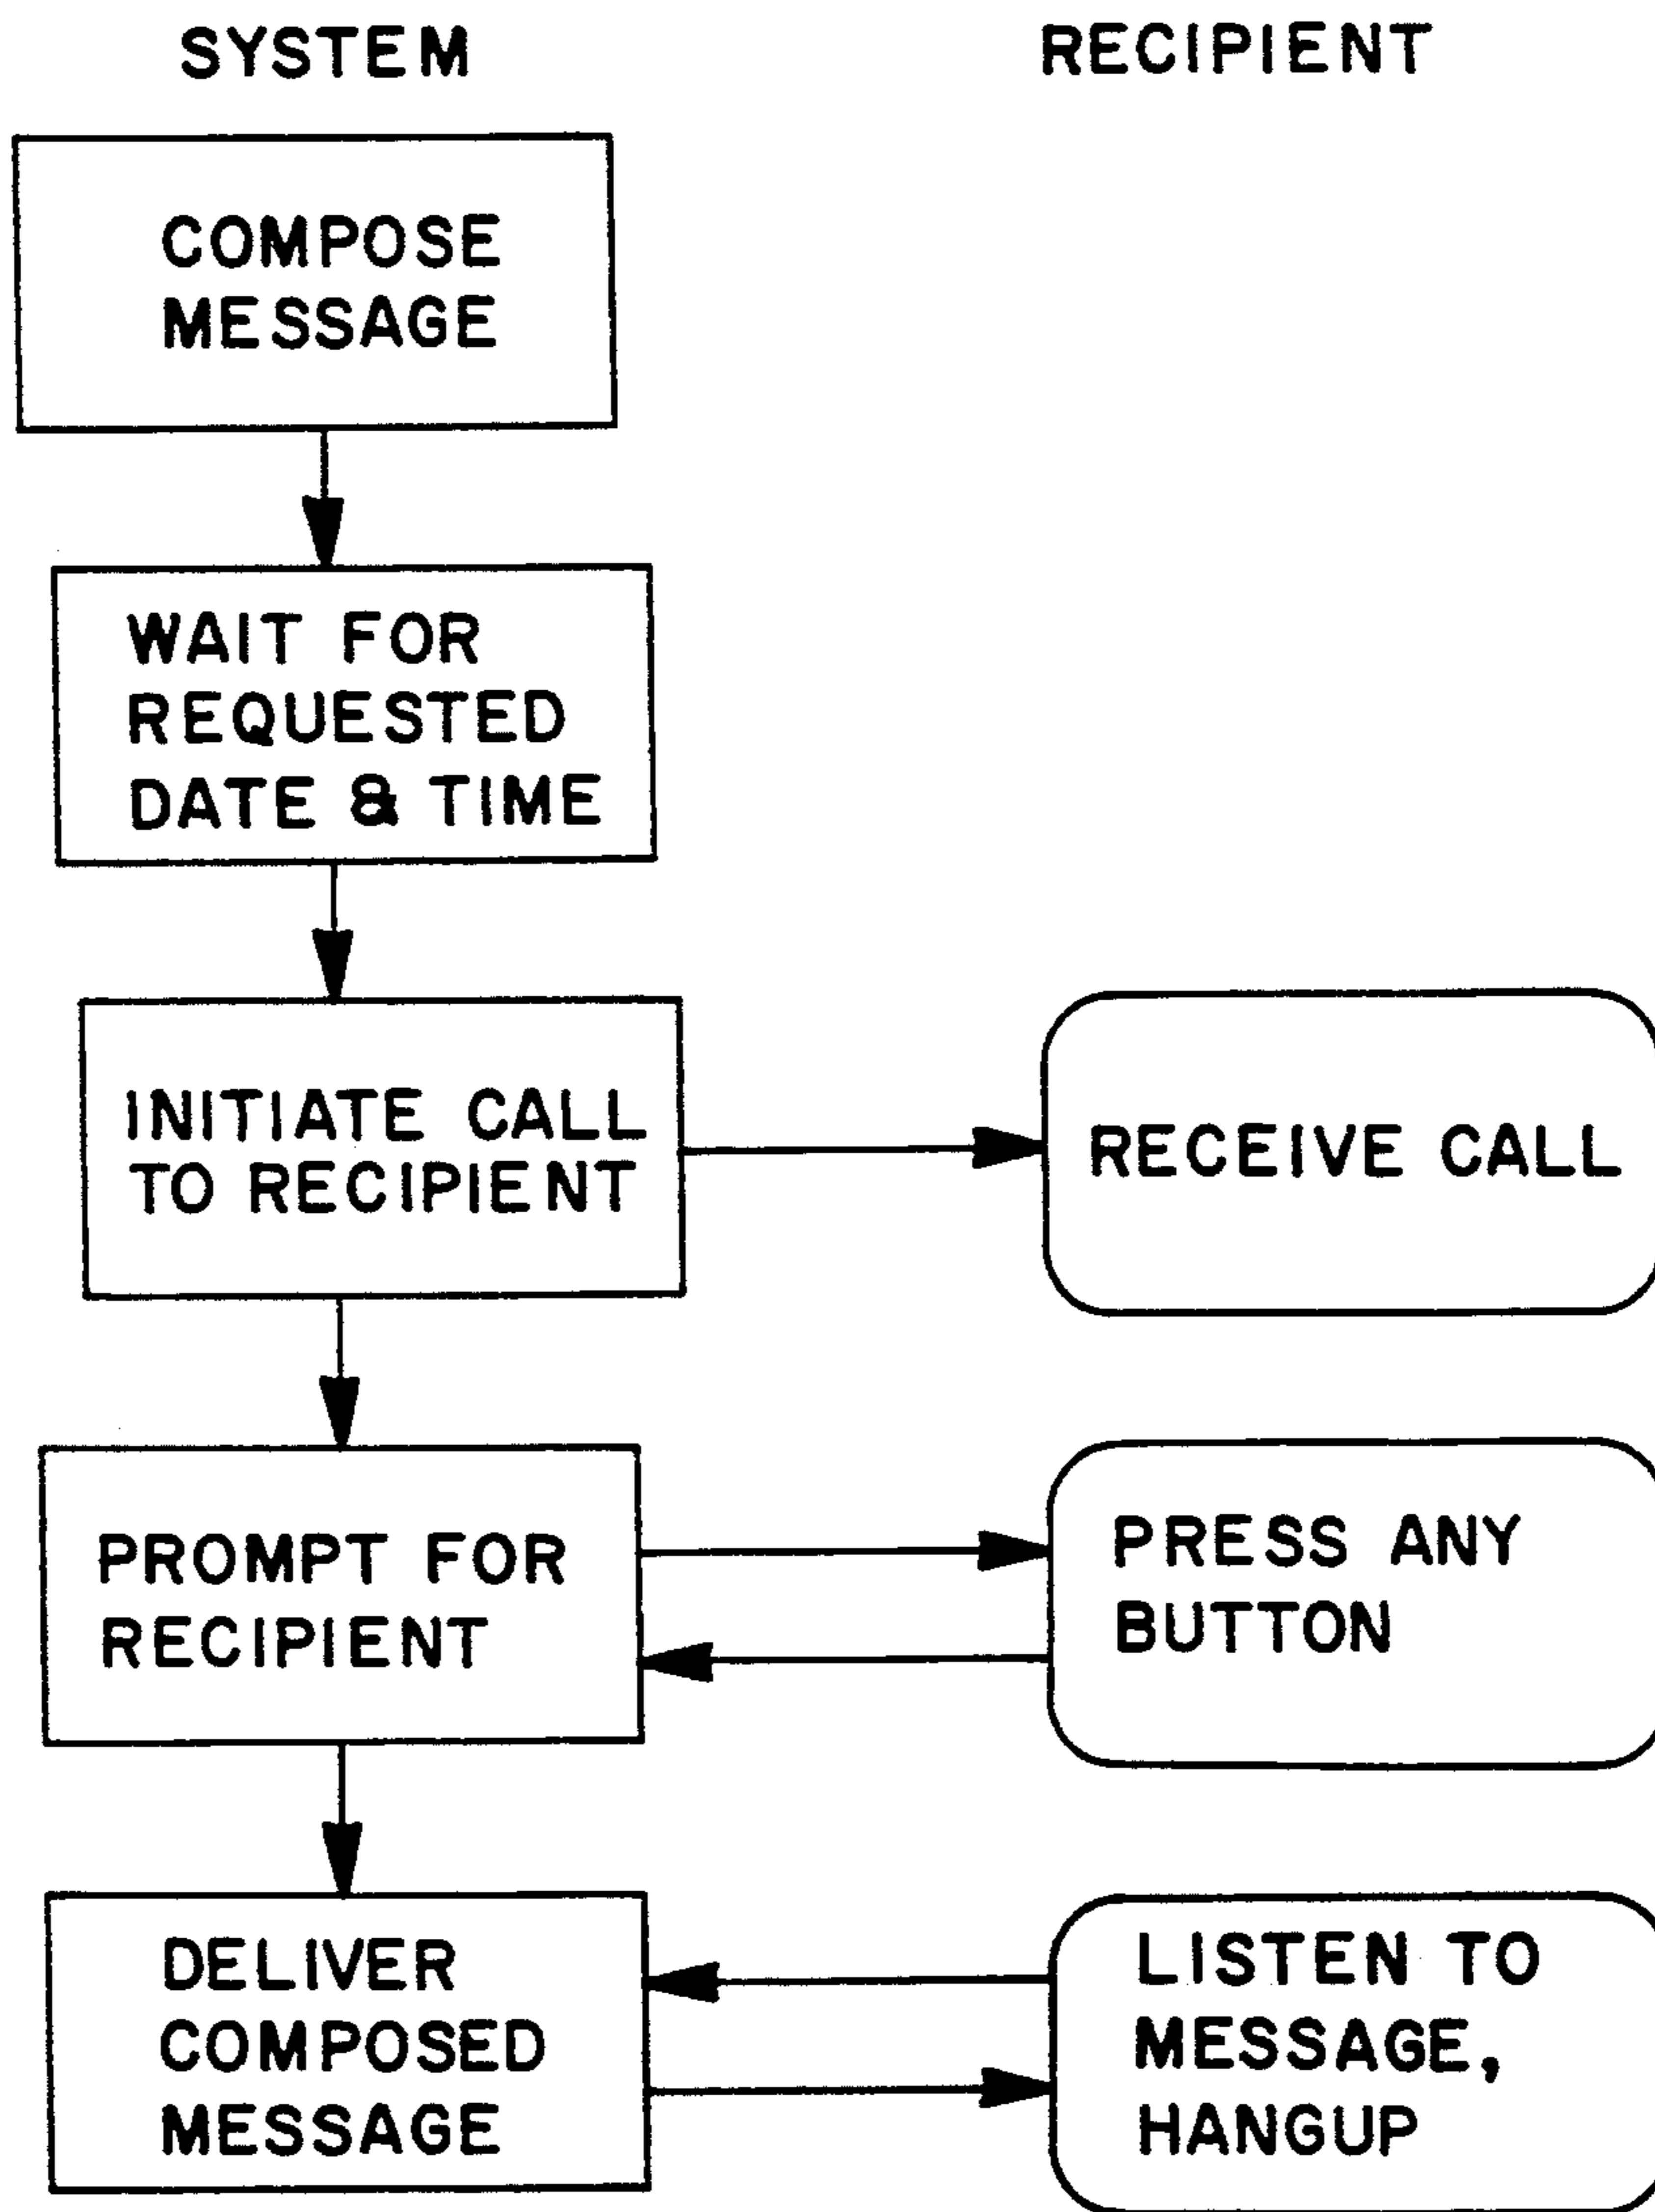 SYSTEM
RECIPIENT
COMPOSE
MESSAGE
WAIT FOR
REQUESTED
DATE & TIME
INITIATE CALL
TO RECIPIENT
RECEIVE CALL
PROMPT FOR
RECIPIENT
PRESS ANY
BUTTON
DELIVER
COMPOSED
MESSAGE
LISTEN TO
MESSAGE,
HANGUP